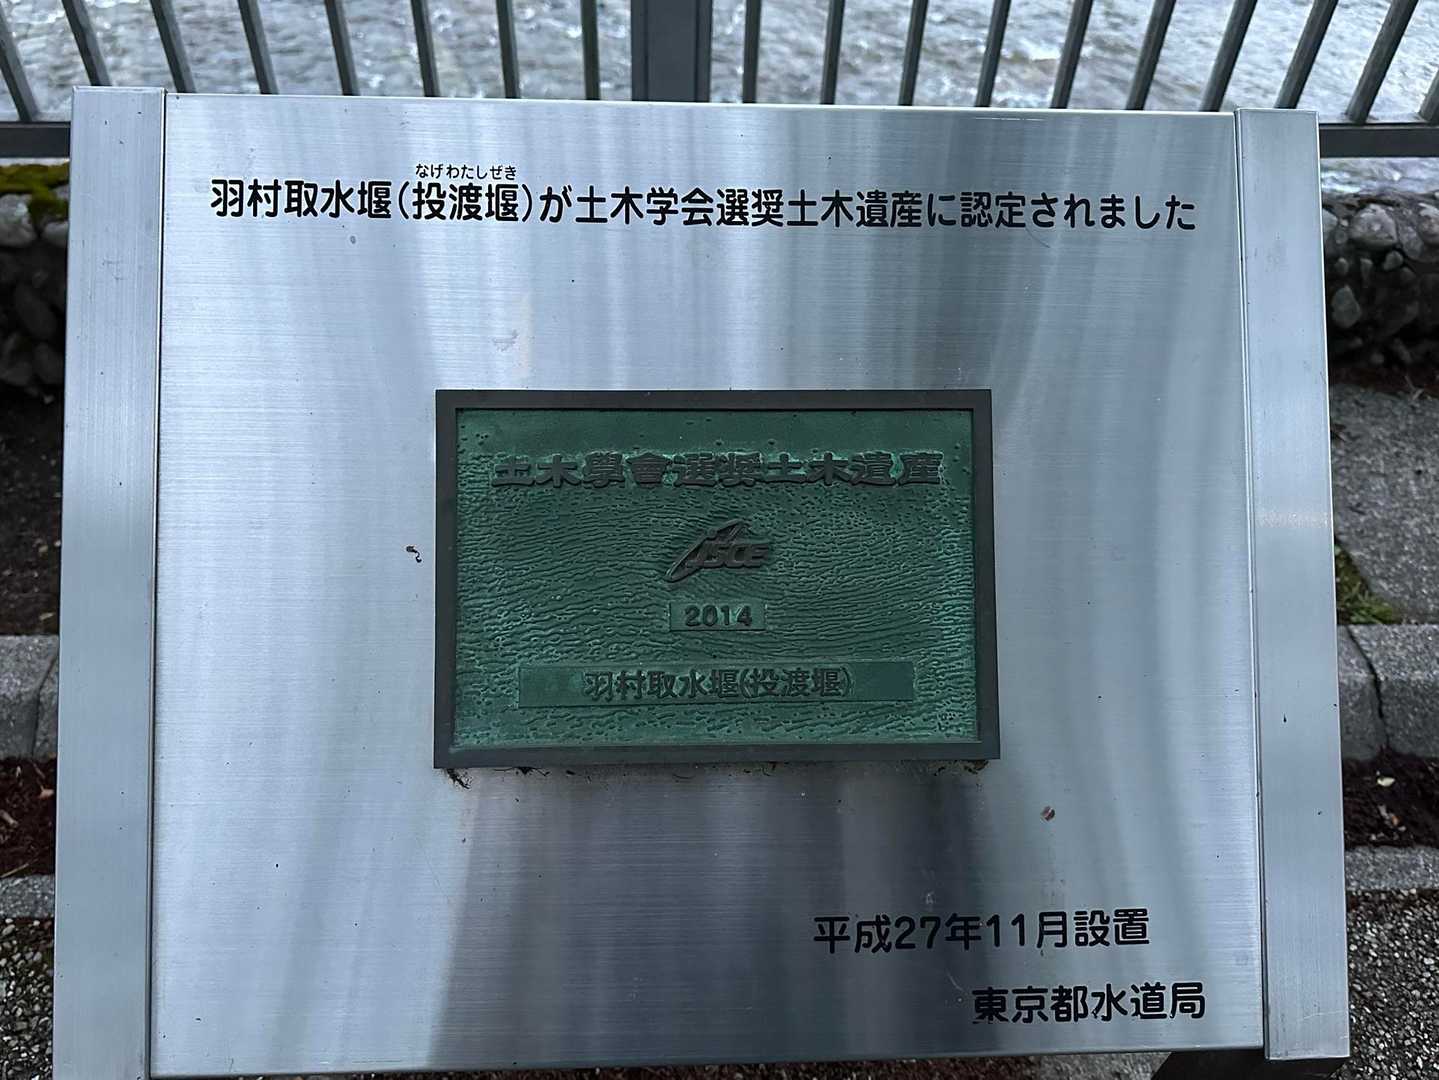 なげわたしぜき
羽村取水堰(投渡堰)が土木学会選奨土木遺産に認定されました
土木學會選奨土木遺産
JSCE
2014
羽村取水堰(投渡堰)
平成27年11月設置
東京都水道局